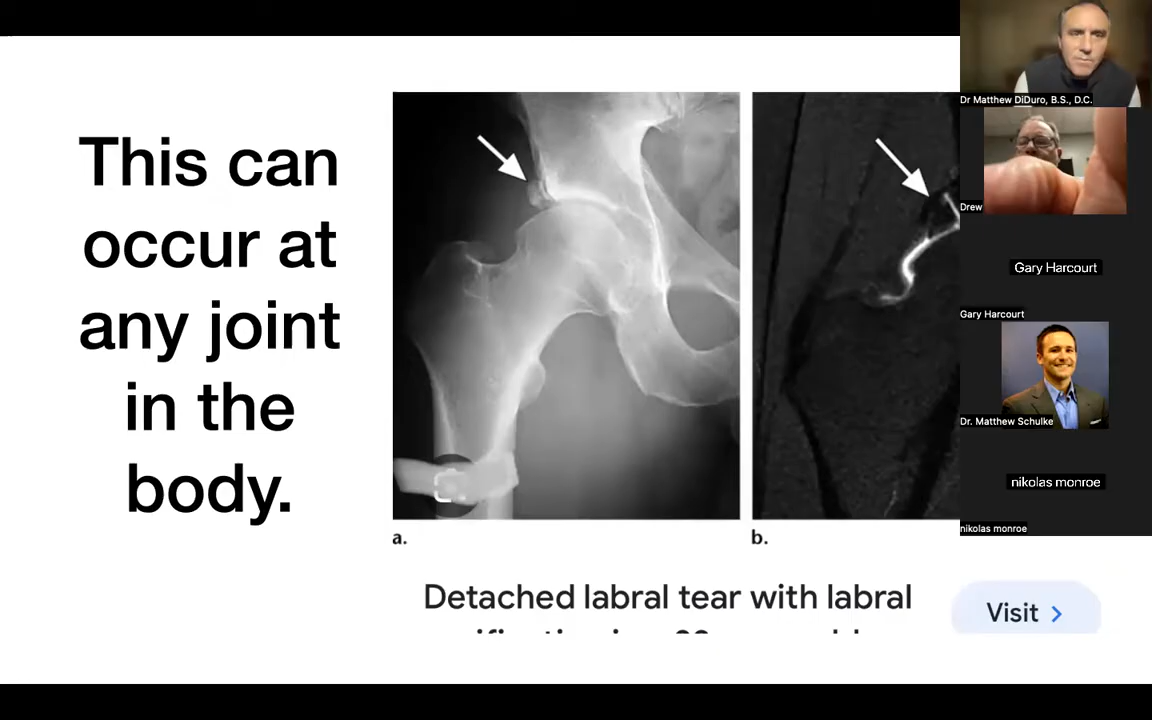 This can
occur at
any joint
in the
body.
a.
b.
Detached labral tear with labral
Visit
Dr Matthew DiDuro, B.S., D.C.
Drew
Gary Harcourt
Gary Harcourt
Dr. Matthew Schulke
nikolas monroe
nikolas monroe